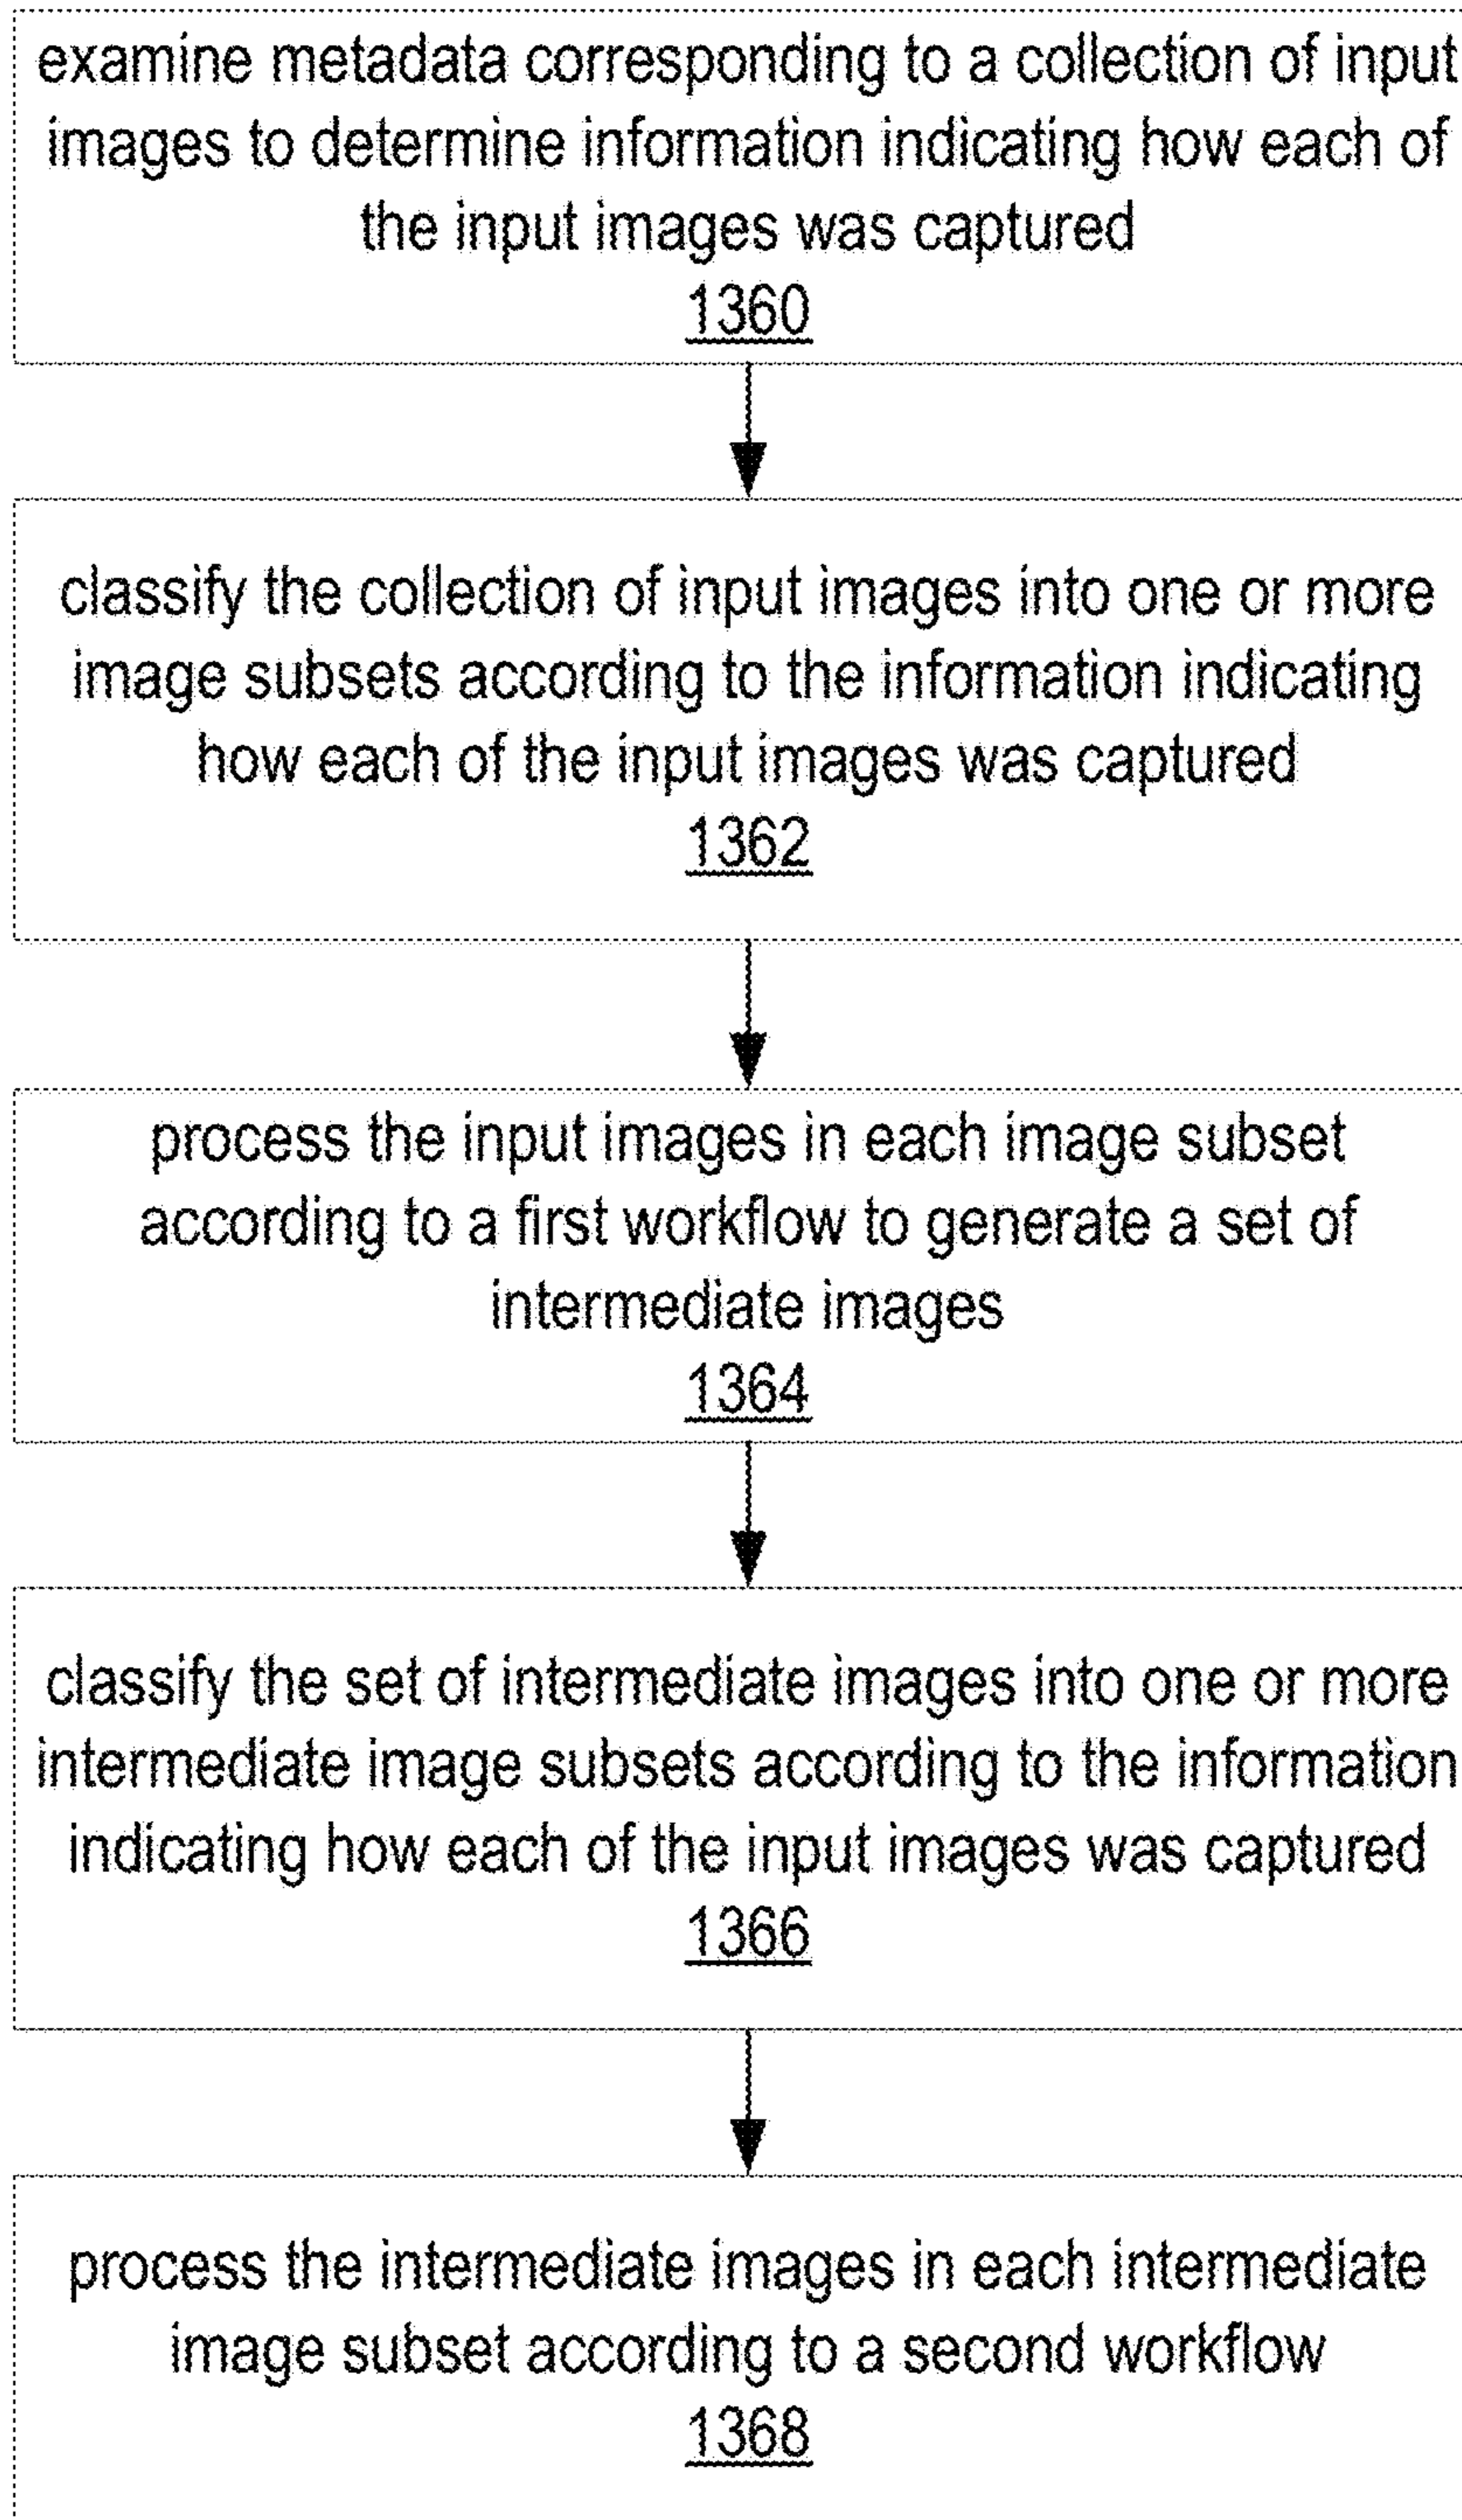 examine metadata corresponding to a collection of input
images to determine information indicating how each of
the input images was captured
1360
classify the collection of input images into one or more
image subsets according to the information indicating
how each of the input images was captured
1362
process the input images in each image subset
according to a first workflow to generate a set of
intermediate images
1364
classify the set of intermediate images into one or more
intermediate image subsets according to the information
indicating how each of the input images was captured
1366
process the intermediate images in each intermediate
image subset according to a second workflow
1368